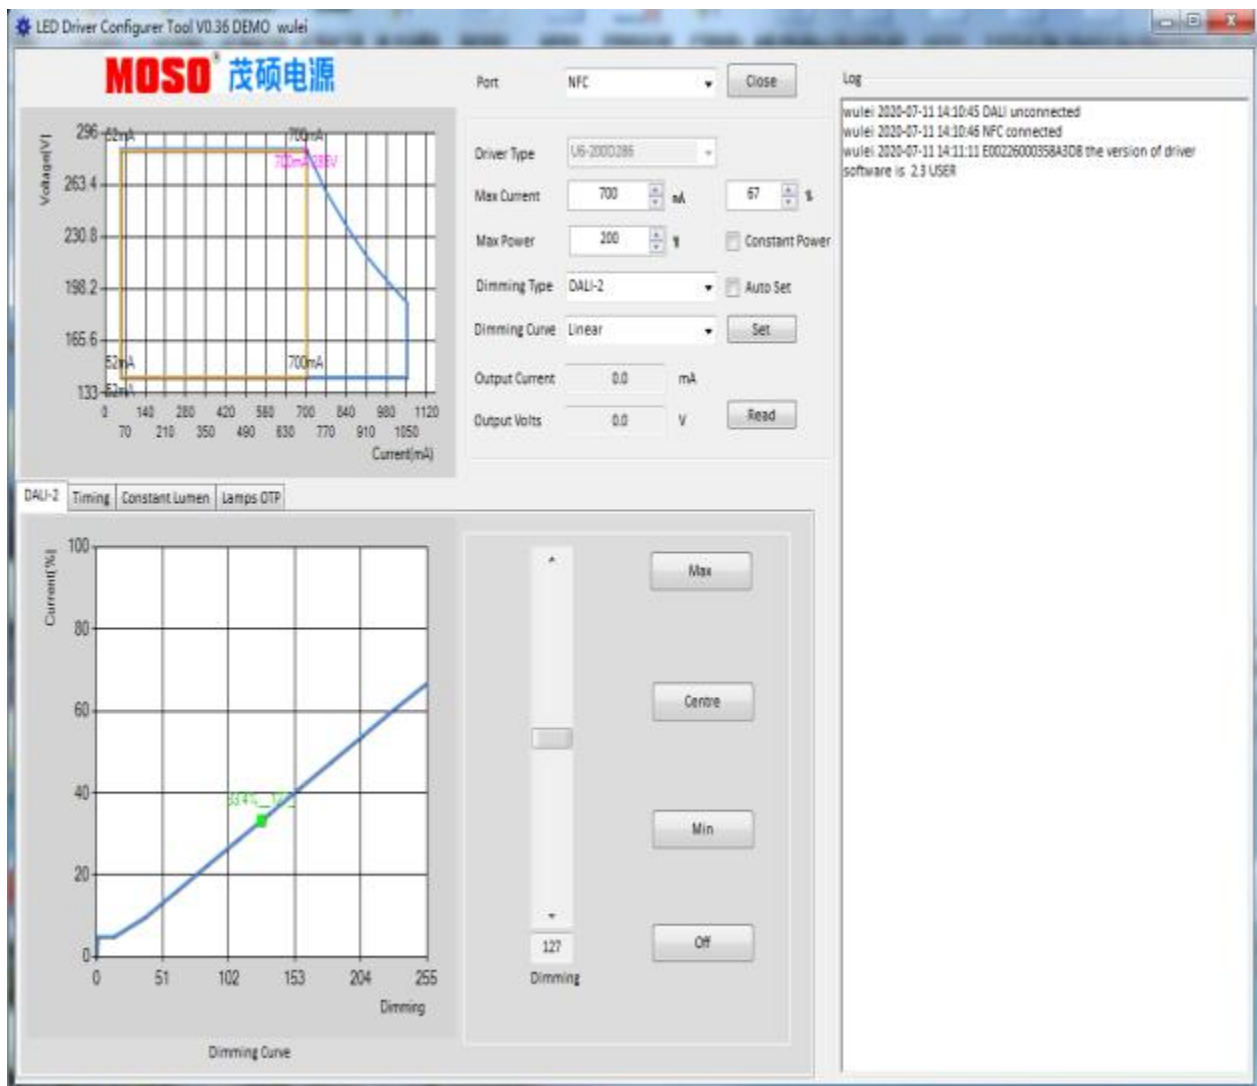 LED Driver Configurer Tool V0.36 DEMO wulei
MOSO® 茂硕电源
Port NFC Close
Log
wulei 2020-07-11 14:10:45 DALI unconnected
wulei 2020-07-11 14:10:46 NFC connected
wulei 2020-07-11 14:11:11 E00226000358A3D8 the version of driver
software is 2.3 USER
Voltage(V)
296
263.4
230.8
198.2
165.6
133
52mA 700mA
700mA
52mA 700mA
52mA
0 140 280 420 560 700 840 980 1120
70 210 350 490 630 770 910 1050
Current(mA)
Driver Type U6-200D286
Max Current 700 mA 67 %
Max Power 200 W Constant Power
Dimming Type DALI-2 Auto Set
Dimming Curve Linear Set
Output Current 0.0 mA
Output Volts 0.0 V Read
DALI-2 Timing Constant Lumen Lamps OTP
Current(%)
100
80
60
40
20
0
33.4%
0 51 102 153 204 255
Dimming
Dimming Curve
Max
Centre
Min
Off
127
Dimming